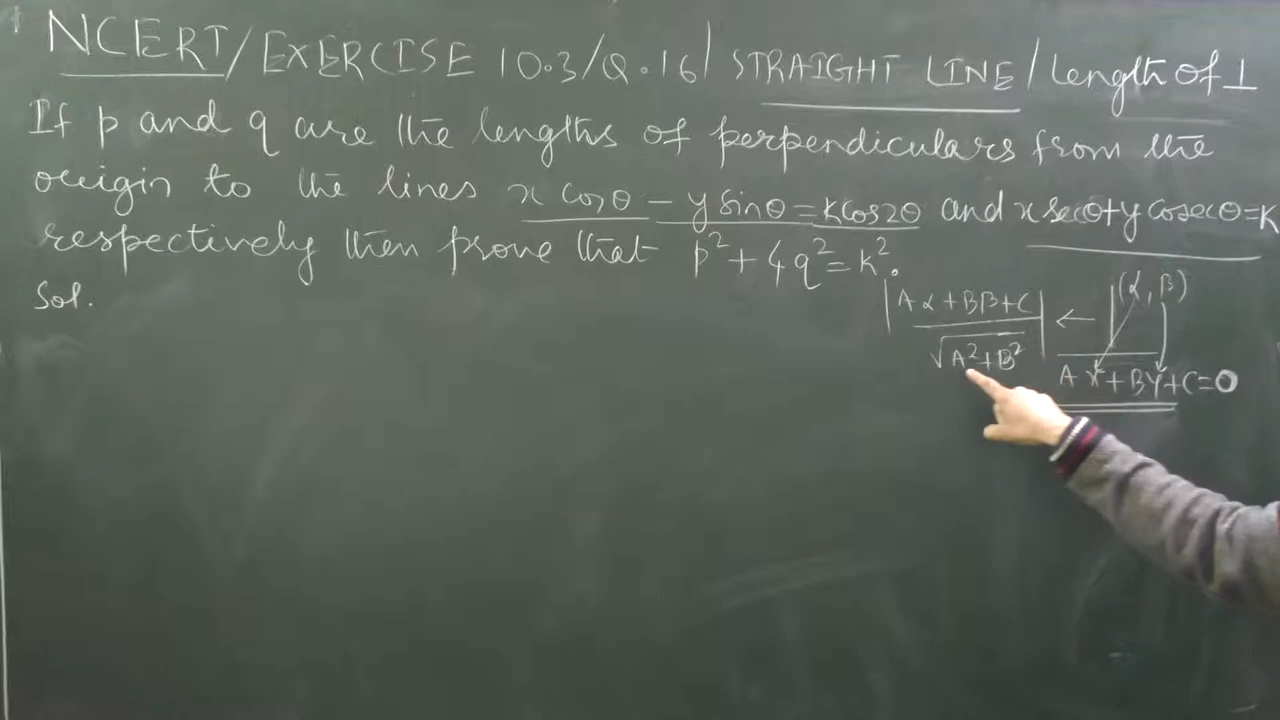 NCERT/EXERCISE 10.3/Q.16/ STRAIGHT LINE/Length of ⊥
If p and q are the lengths of perpendiculars from the
origin to the lines x cosθ - y sinθ = k cos2θ and x secθ + y cosecθ = k
respectively then prove that p² + 4q² = k².
Sol.
|Aα + Bβ + C / √A² + B²| ← (α, β)
Ax + By + C = 0